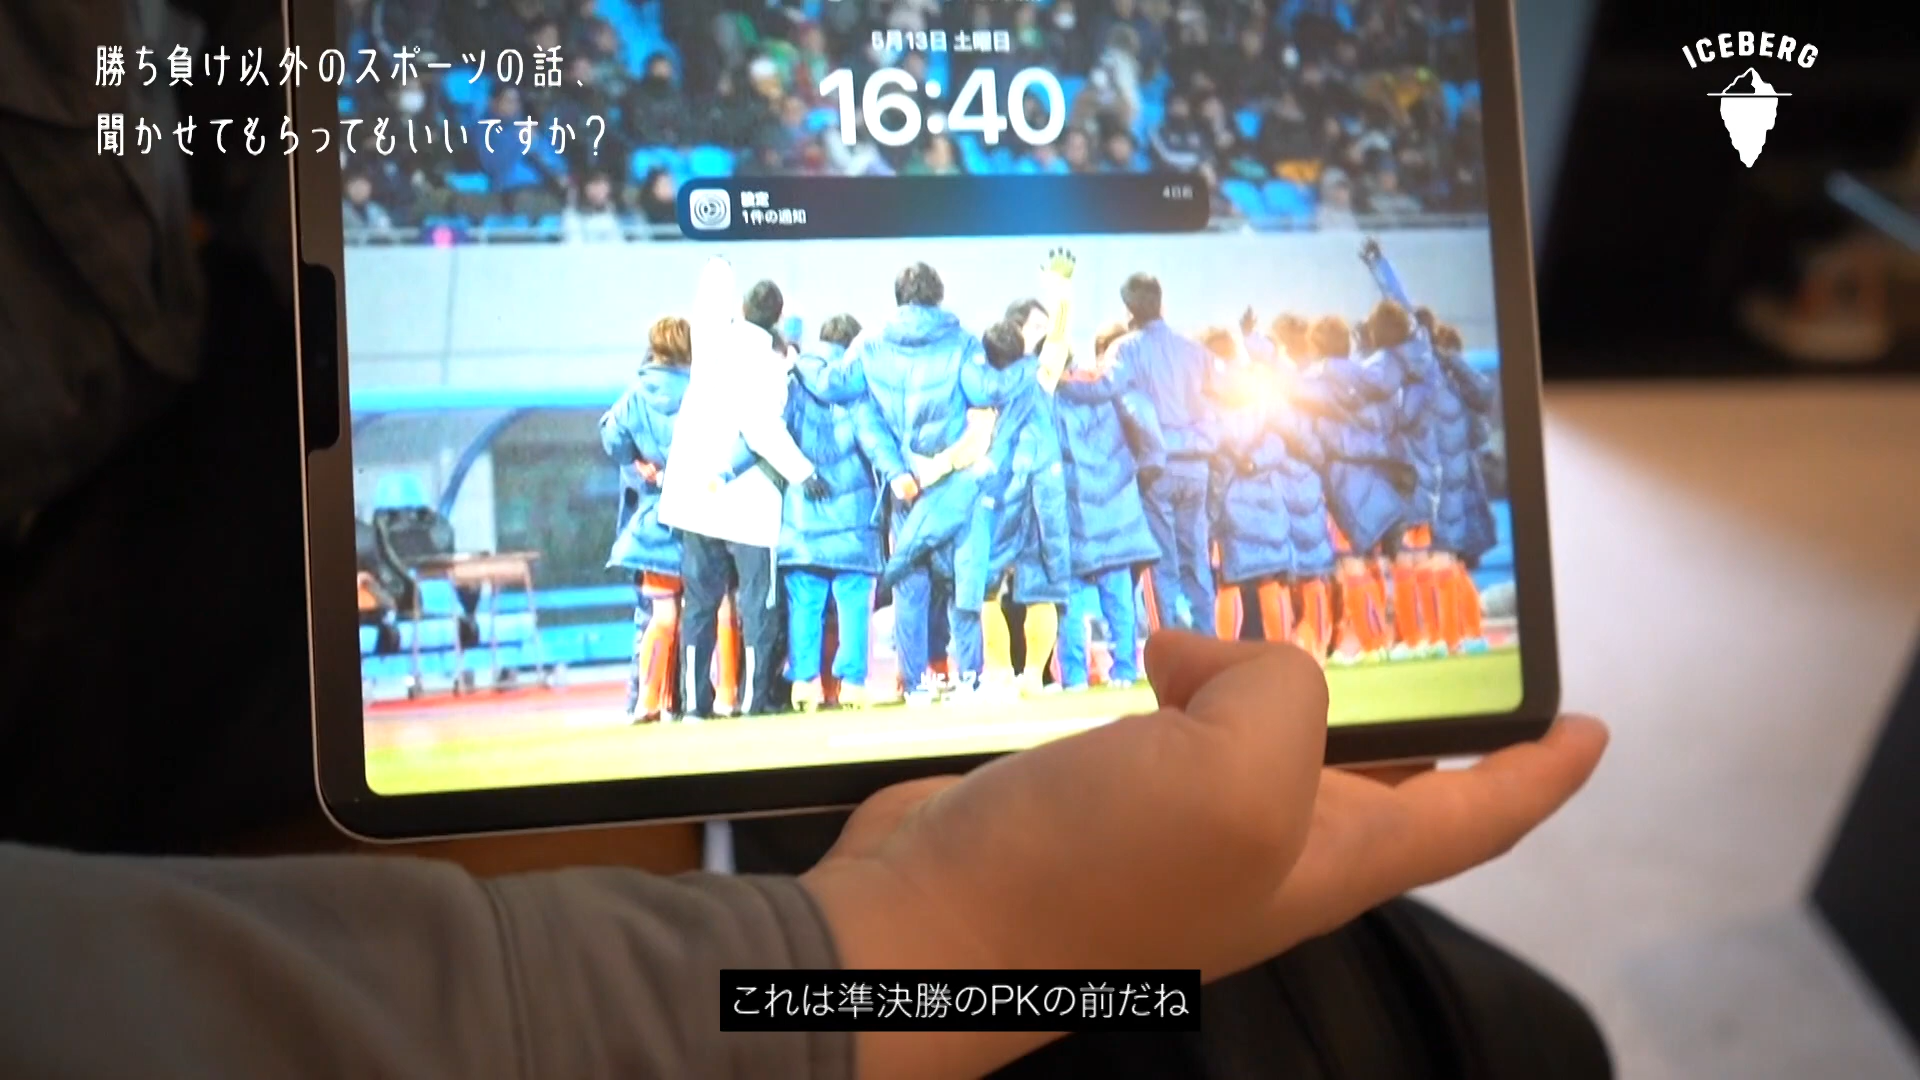 勝ち負け以外のスポーツの話、
聞かせてもらってもいいですか?
ICEBERG
5月13日 土曜日
16:40
設定
4日前
1件の通知
これは準決勝のPKの前だね